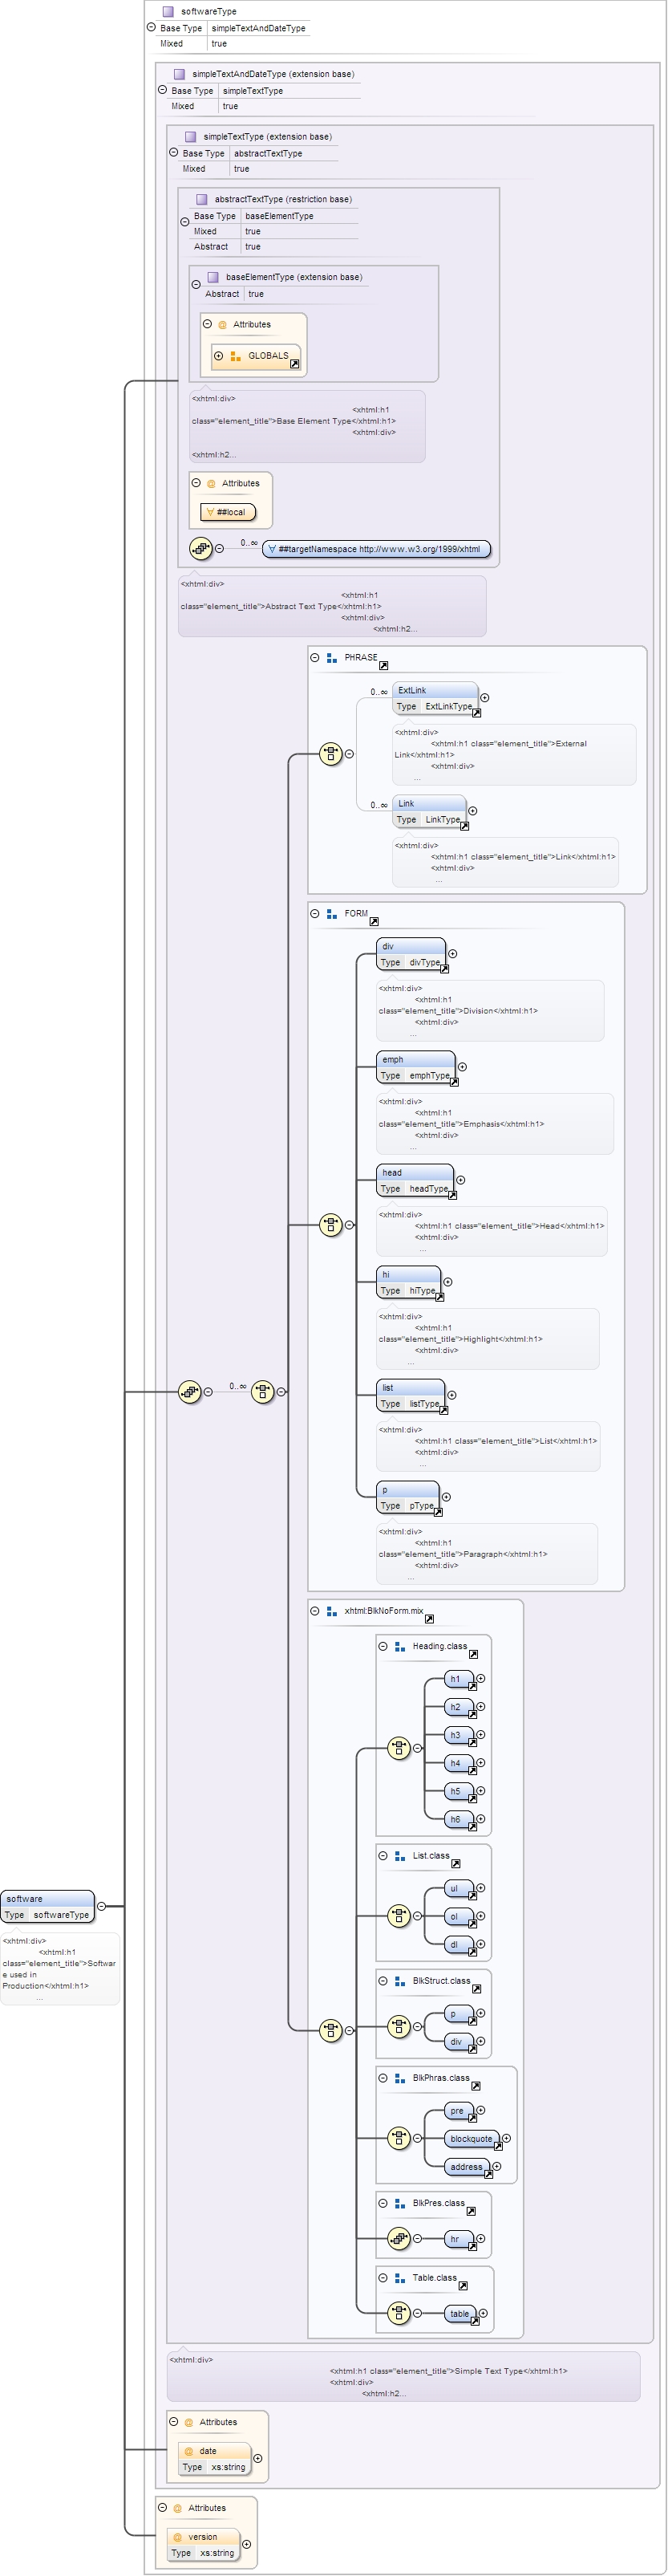 softwareType
Base Type simpleTextAndDateType
Mixed true
simpleTextAndDateType (extension base)
Base Type simpleTextType
Mixed true
simpleTextType (extension base)
Base Type abstractTextType
Mixed true
abstractTextType (restriction base)
Base Type baseElementType
Mixed true
Abstract true
baseElementType (extension base)
Abstract true
@ Attributes
GLOBALS
<xhtml:div>
<xhtml:h1
class="element_title">Base Element Type</xhtml:h1>
<xhtml:div>
<xhtml:h2...
@ Attributes
∀ ##local
0..∞
∀ ##targetNamespace http://www.w3.org/1999/xhtml
<xhtml:div>
<xhtml:h1
class="element_title">Abstract Text Type</xhtml:h1>
<xhtml:div>
<xhtml:h2...
PHRASE
0..∞
ExtLink
Type ExtLinkType
<xhtml:div>
<xhtml:h1 class="element_title">External
Link</xhtml:h1>
<xhtml:div>
...
0..∞
Link
Type LinkType
<xhtml:div>
<xhtml:h1 class="element_title">Link</xhtml:h1>
<xhtml:div>
...
FORM
div
Type divType
<xhtml:div>
<xhtml:h1
class="element_title">Division</xhtml:h1>
<xhtml:div>
...
emph
Type emphType
<xhtml:div>
<xhtml:h1
class="element_title">Emphasis</xhtml:h1>
<xhtml:div>
...
head
Type headType
<xhtml:div>
<xhtml:h1 class="element_title">Head</xhtml:h1>
<xhtml:div>
...
hi
Type hiType
<xhtml:div>
<xhtml:h1
class="element_title">Highlight</xhtml:h1>
<xhtml:div>
...
0..∞
list
Type listType
<xhtml:div>
<xhtml:h1 class="element_title">List</xhtml:h1>
<xhtml:div>
...
p
Type pType
<xhtml:div>
<xhtml:h1
class="element_title">Paragraph</xhtml:h1>
<xhtml:div>
...
xhtml:BlkNoForm.mix
Heading.class
h1
h2
h3
h4
h5
h6
List.class
ul
ol
dl
software
Type softwareType
<xhtml:div>
<xhtml:h1
class="element_title">Softwar
e used in
Production</xhtml:h1>
...
BlkStruct.class
p
div
BlkPhras.class
pre
blockquote
address
BlkPres.class
hr
Table.class
table
<xhtml:div>
<xhtml:h1 class="element_title">Simple Text Type</xhtml:h1>
<xhtml:div>
<xhtml:h2...
@ Attributes
@ date
Type xs:string
@ Attributes
@ version
Type xs:string